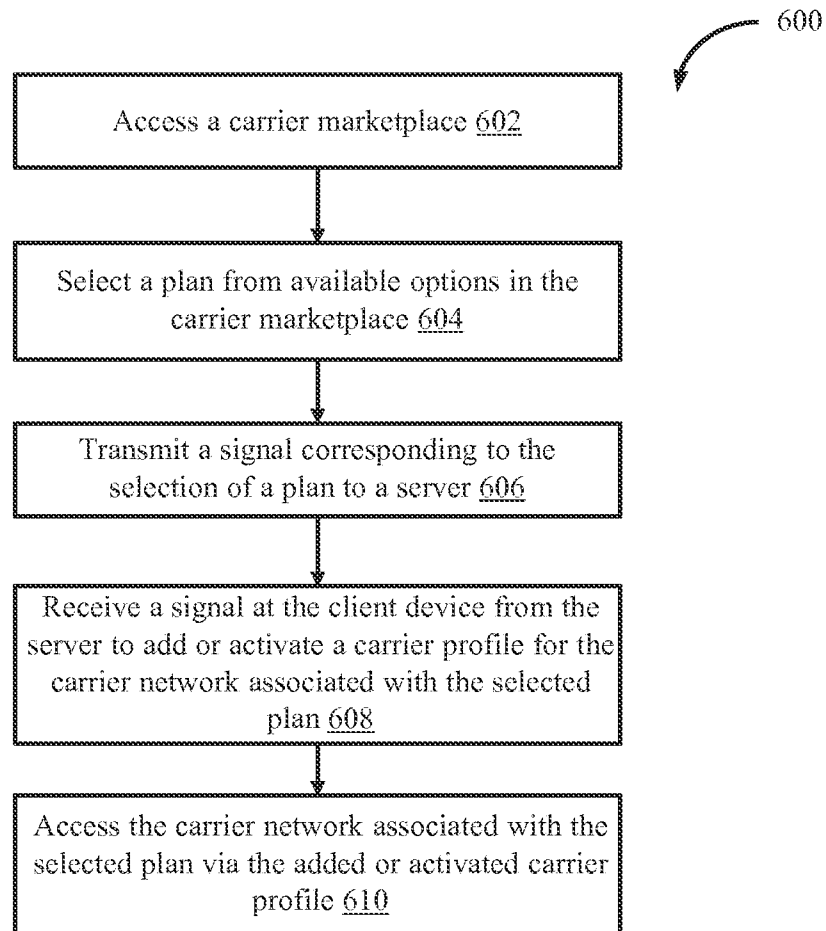 600
Access a carrier marketplace 602
Select a plan from available options in the
carrier marketplace 604
Transmit a signal corresponding to the
selection of a plan to a server 606
Receive a signal at the client device from the
server to add or activate a carrier profile for the
carrier network associated with the selected
plan 608
Access the carrier network associated with the
selected plan via the added or activated carrier
profile 610